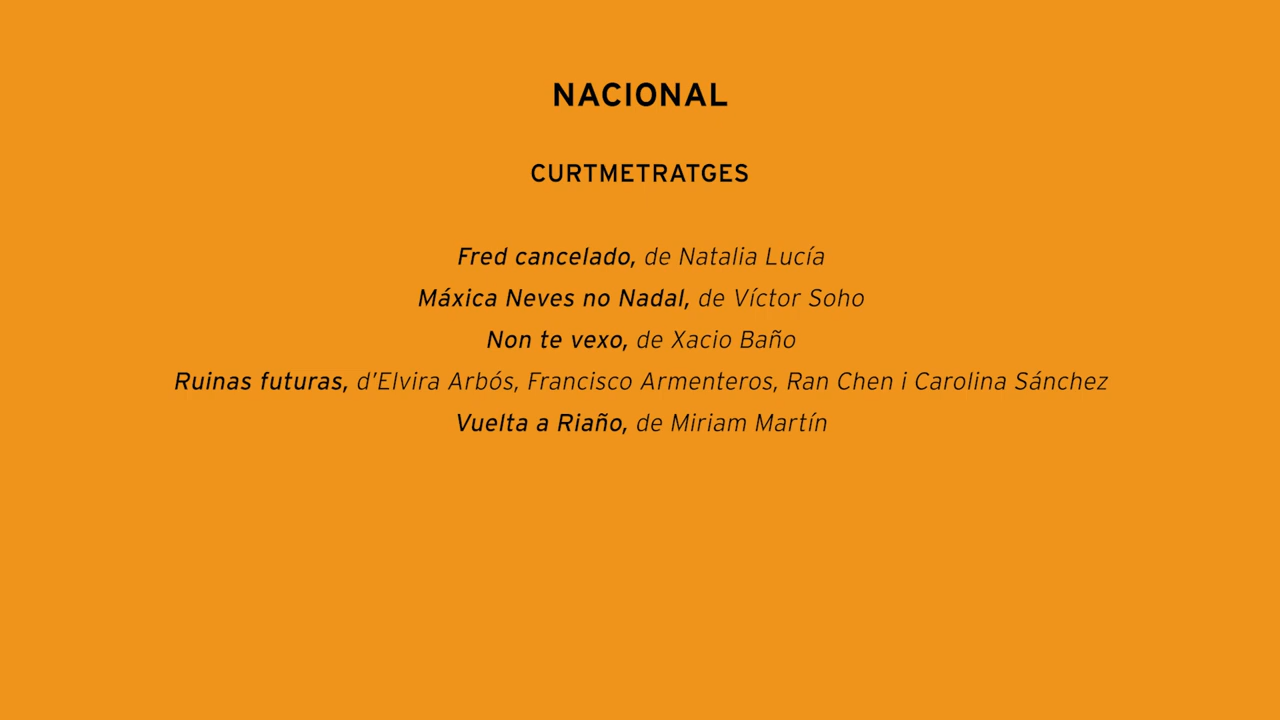 NACIONAL
CURTMETRATGES
Fred cancelado, de Natalia Lucía
Máxica Neves no Nadal, de Víctor Soho
Non te vexo, de Xacio Baño
Ruinas futuras, d'Elvira Arbós, Francisco Armenteros, Ran Chen i Carolina Sánchez
Vuelta a Riaño, de Miriam Martín